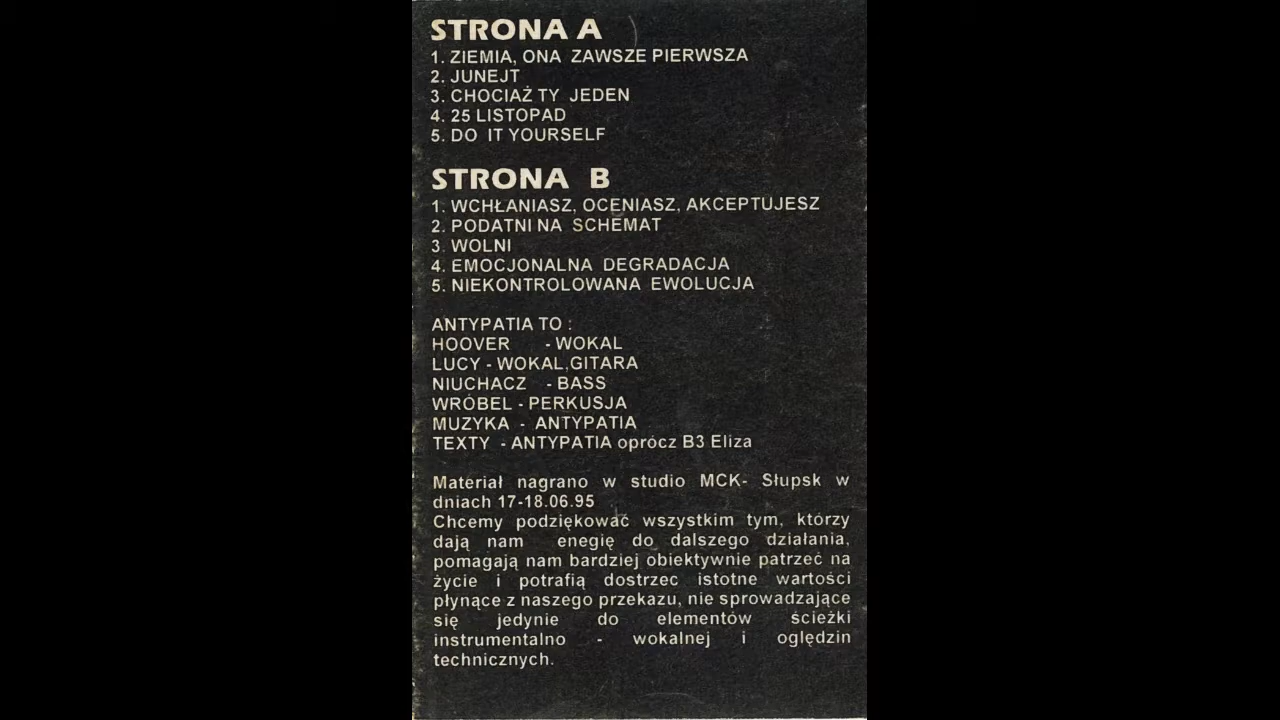 STRONA A
1. ZIEMIA, ONA ZAWSZE PIERWSZA
2. JUNEJT
3. CHOCIAŻ TY JEDEN
4. 25 LISTOPAD
5. DO IT YOURSELF
STRONA B
1. WCHŁANIASZ, OCENIASZ, AKCEPTUJESZ
2. PODATNI NA SCHEMAT
3. WOLNI
4. EMOCJONALNA DEGRADACJA
5. NIEKONTROLOWANA EWOLUCJA
ANTYPATIA TO :
HOOVER - WOKAL
LUCY - WOKAL,GITARA
NIUCHACZ - BASS
WRÓBEL - PERKUSJA
MUZYKA - ANTYPATIA
TEXTY - ANTYPATIA oprócz B3 Eliza
Materiał nagrano w studio MCK- Słupsk w
dniach 17-18.06.95
Chcemy podziękować wszystkim tym, którzy
dają nam enegię do dalszego działania,
pomagają nam bardziej obiektywnie patrzeć na
życie i potrafią dostrzec istotne wartości
płynące z naszego przekazu, nie sprowadzające
się jedynie do elementów ścieżki
instrumentalno - wokalnej i oględzin
technicznych.